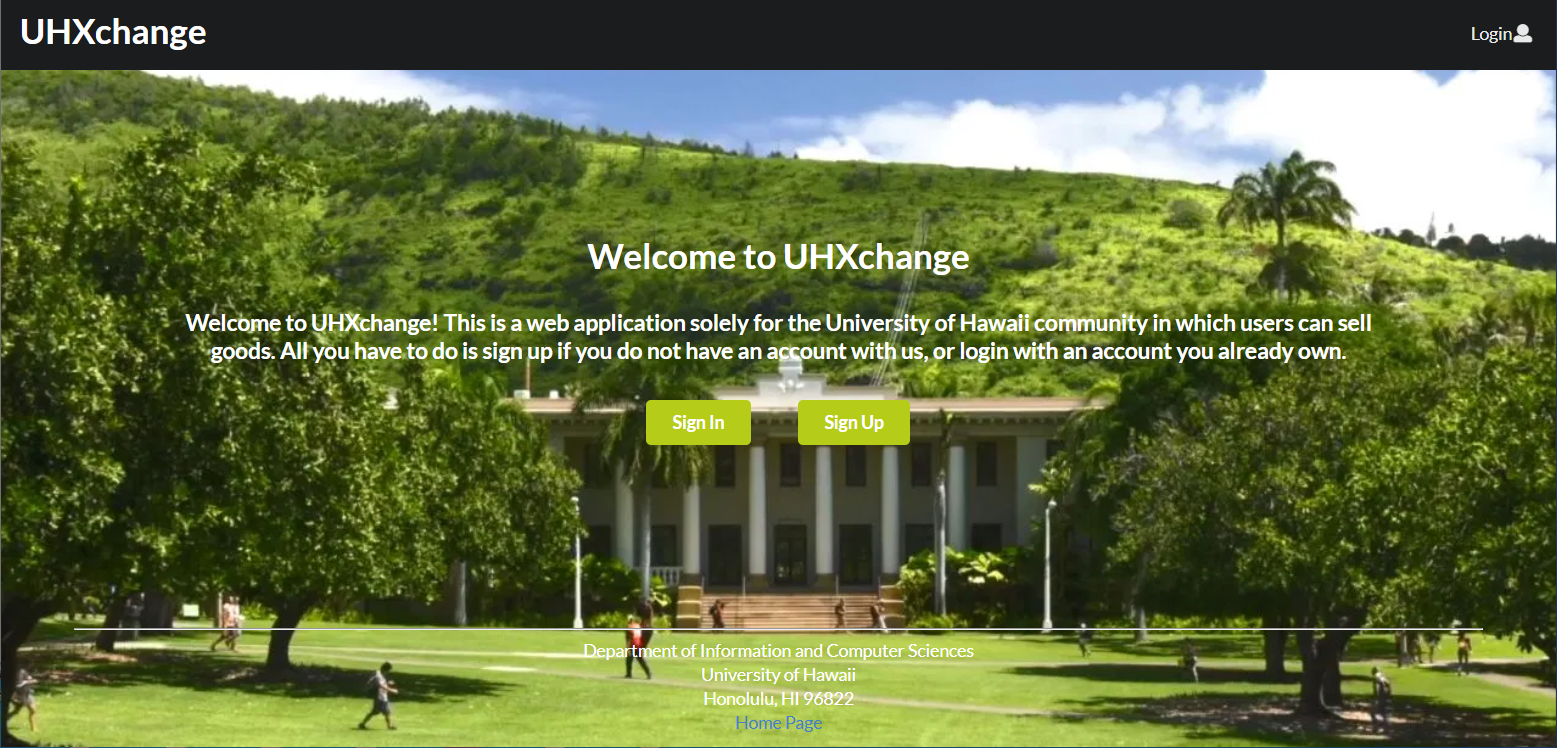 UHXchange
Login
Welcome to UHXchange
Welcome to UHXchange! This is a web application solely for the University of Hawaii community in which users can sell
goods. All you have to do is sign up if you do not have an account with us, or login with an account you already own.
Sign In
Sign Up
Department of Information and Computer Sciences
University of Hawaii
Honolulu, HI 96822
Home Page